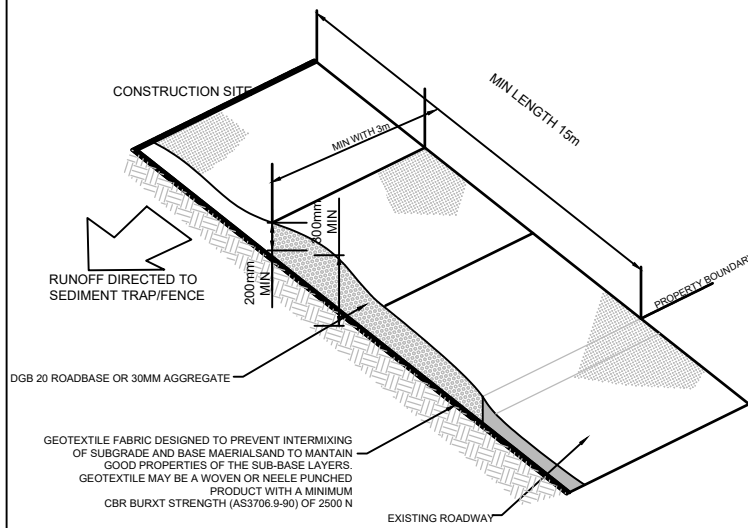 CONSTRUCTION SITE
MIN LENGTH 15m
MIN WITH 3m
300mm
MIN
200mm
MIN
RUNOFF DIRECTED TO
SEDIMENT TRAP/FENCE
PROPERTY BOUNDARY
DGB 20 ROADBASE OR 30MM AGGREGATE
GEOTEXTILE FABRIC DESIGNED TO PREVENT INTERMIXING
OF SUBGRADE AND BASE MAERIALSAND TO MANTAIN
GOOD PROPERTIES OF THE SUB-BASE LAYERS.
GEOTEXTILE MAY BE A WOVEN OR NEELE PUNCHED
PRODUCT WITH A MINIMUM
CBR BURXT STRENGTH (AS3706.9-90) OF 2500 N
EXISTING ROADWAY